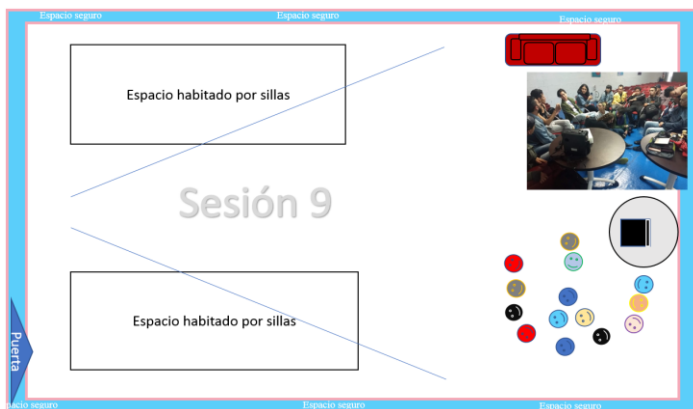 Espacio seguro Espacio seguro Espacio seguro
Espacio habitado por sillas
Sesión 9
Espacio habitado por sillas
Puerta
pacio seguro Espacio seguro Espacio seguro